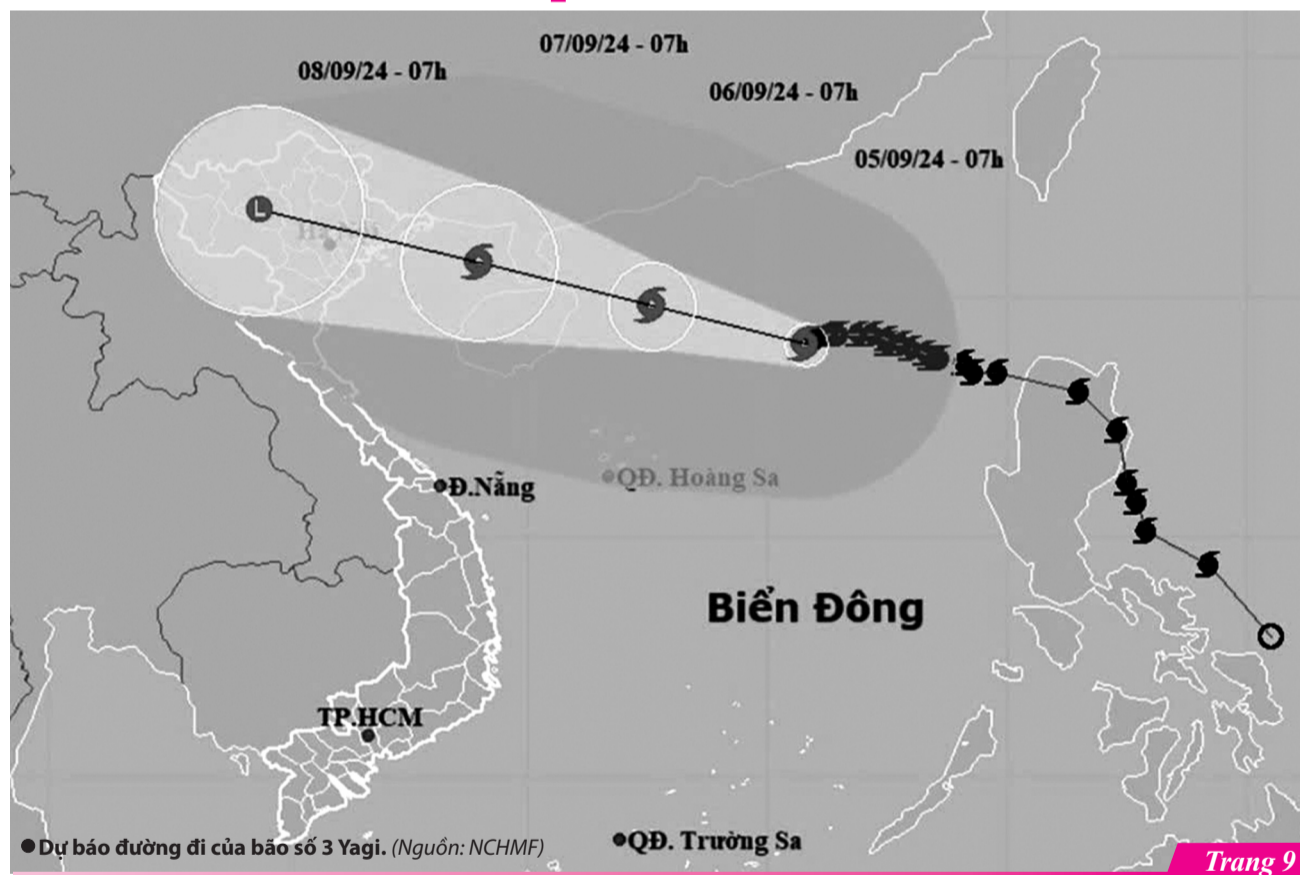 07/09/24 - 07h
08/09/24 - 07h
06/09/24 - 07h
05/09/24 - 07h
L
Hà Nội
QĐ. Hoàng Sa
Đ.Nẵng
Biển Đông
TP.HCM
QĐ. Trường Sa
Dự báo đường đi của bão số 3 Yagi. (Nguồn: NCHMF)
Trang 9